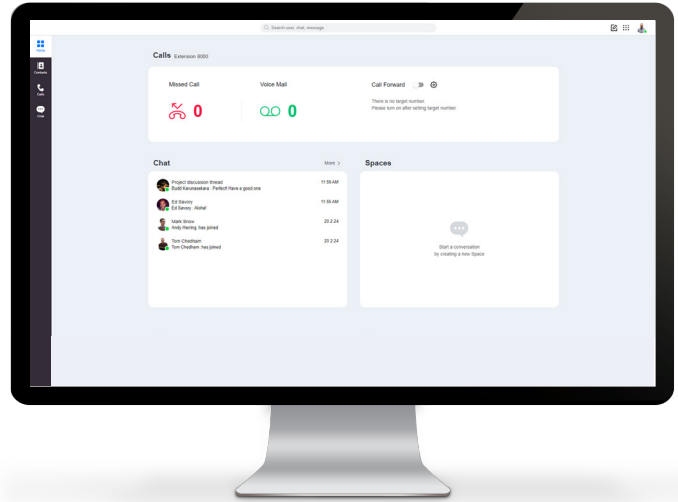 Search user, chat, message
Home
Contacts
Calls
Chat
Calls Extension 8000
Missed Call
Voice Mail
Call Forward
0
0
There is no target number.
Please turn on after setting target number.
Chat
More >
Spaces
Project discussion thread
11:55 AM
Budd Karunasekara : Perfect! Have a good one
Ed Savory
11:55 AM
Ed Savory : Aloha!
Mark Snow
20.2.24
Andy Herring: has joined
Tom Chedham
20.2.24
Tom Chedham: has joined
Start a conversation
by creating a new Space